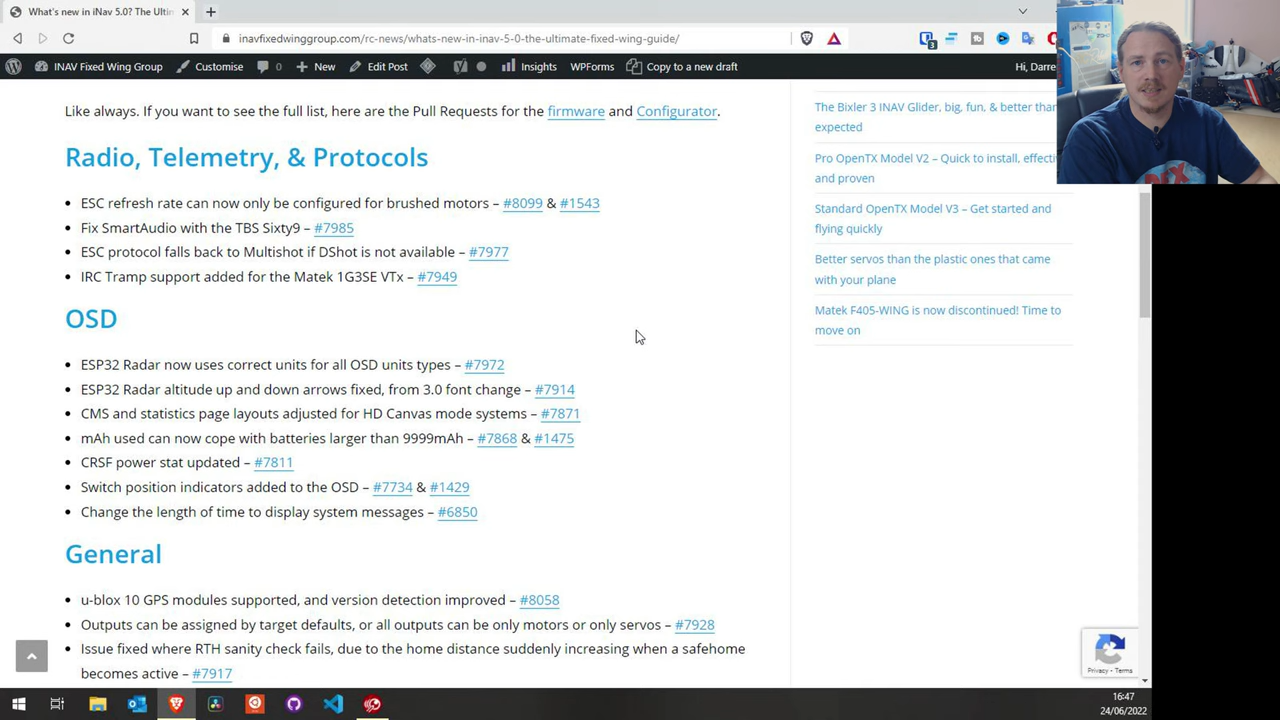 What's new in iNav 5.0? The Ultim
inavfixedwinggroup.com/rc-news/whats-new-in-inav-5-0-the-ultimate-fixed-wing-guide/
3
INAV Fixed Wing Group
Customise
0
New
Edit Post
Insights
WPForms
Copy to a new draft
Hi, Darre
Like always. If you want to see the full list, here are the Pull Requests for the firmware and Configurator.
Radio, Telemetry, & Protocols
• ESC refresh rate can now only be configured for brushed motors – #8099 & #1543
• Fix SmartAudio with the TBS Sixty9 – #7985
• ESC protocol falls back to Multishot if DShot is not available – #7977
• IRC Tramp support added for the Matek 1G3SE VTx – #7949
OSD
• ESP32 Radar now uses correct units for all OSD units types – #7972
• ESP32 Radar altitude up and down arrows fixed, from 3.0 font change – #7914
• CMS and statistics page layouts adjusted for HD Canvas mode systems – #7871
• mAh used can now cope with batteries larger than 9999mAh – #7868 & #1475
• CRSF power stat updated – #7811
• Switch position indicators added to the OSD – #7734 & #1429
• Change the length of time to display system messages – #6850
General
• u-blox 10 GPS modules supported, and version detection improved – #8058
• Outputs can be assigned by target defaults, or all outputs can be only motors or only servos – #7928
• Issue fixed where RTH sanity check fails, due to the home distance suddenly increasing when a safehome
becomes active – #7917
The Bixler 3 INAV Glider, big, fun, & better than
expected
Pro OpenTX Model V2 – Quick to install, effecti
and proven
Standard OpenTX Model V3 – Get started and
flying quickly
Better servos than the plastic ones that came
with your plane
Matek F405-WING is now discontinued! Time to
move on
Privacy - Terms
16:47
24/06/2022